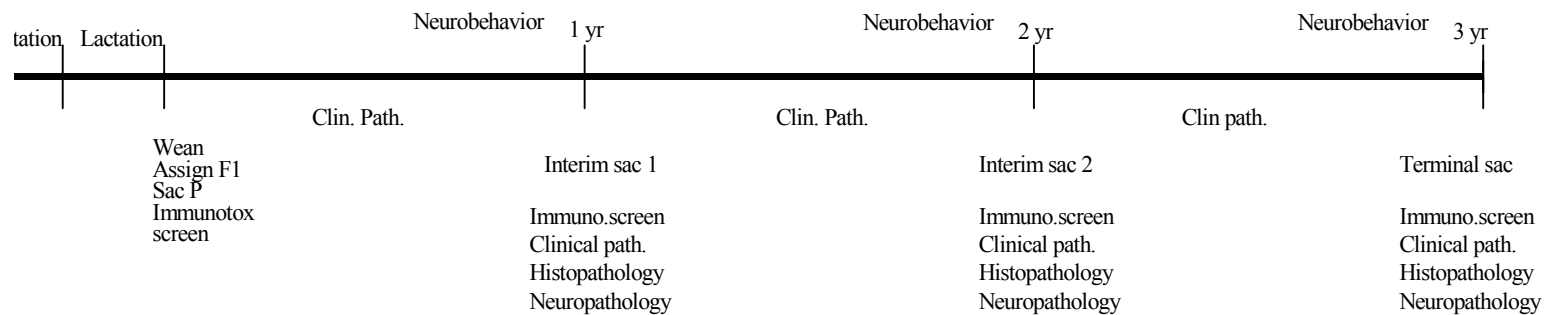 Neurobehavior 1 yr Neurobehavior 2 yr Neurobehavior 3 yr
tation Lactation
Clin. Path. Clin. Path. Clin path.
Wean
Assign F1
Sac P
Immunotox
screen
Interim sac 1
Immuno.screen
Clinical path.
Histopathology
Neuropathology
Interim sac 2
Immuno.screen
Clinical path.
Histopathology
Neuropathology
Terminal sac
Immuno.screen
Clinical path.
Histopathology
Neuropathology